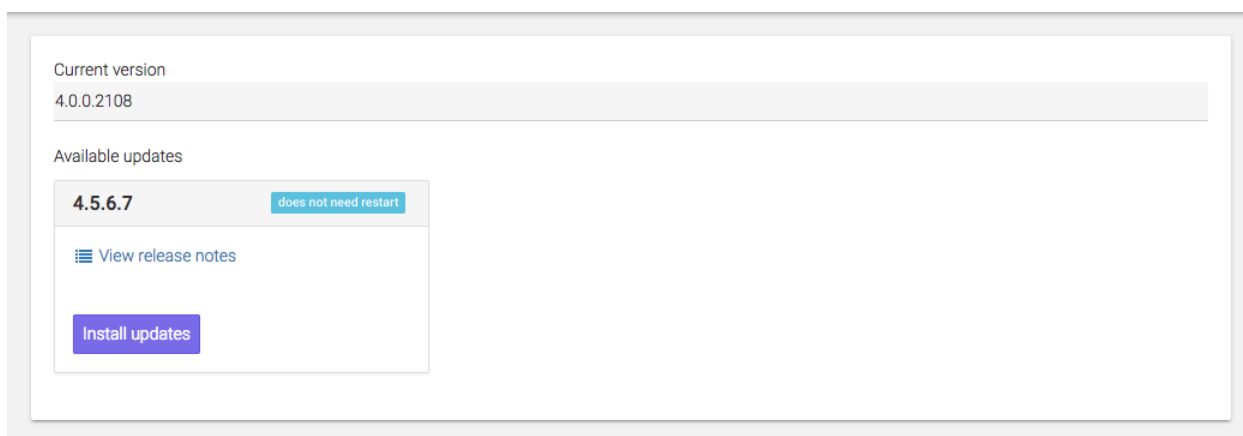 Current version
4.0.0.2108
Available updates
4.5.6.7 does not need restart
View release notes
Install updates